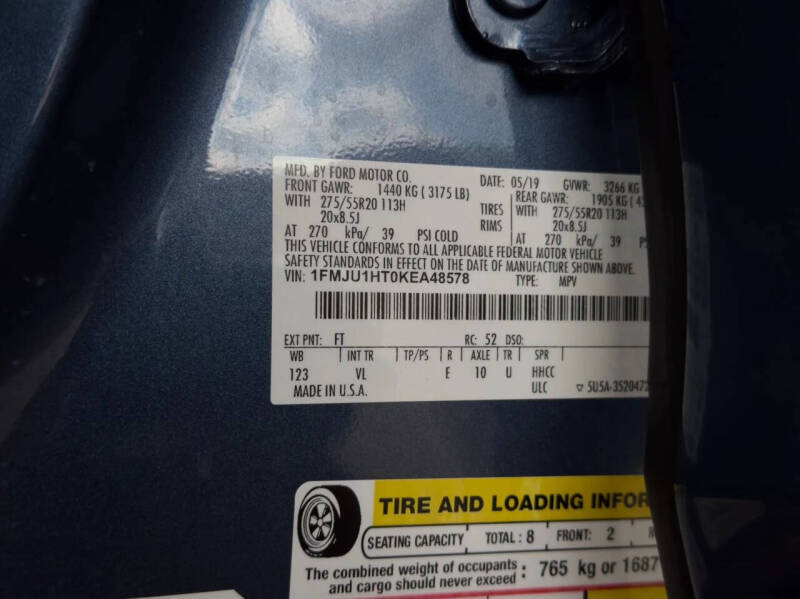 MFD. BY FORD MOTOR CO. DATE: 05/19 GVWR: 3266 KG
FRONT GAWR: 1440 KG ( 3175 LB) REAR GAWR: 1905 KG
WITH 275/55R20 113H TIRES WITH 275/55R20 113H
20x8.5J RIMS 20x8.5J
AT 270 kPa/ 39 PSI COLD AT 270 kPa/ 39
THIS VEHICLE CONFORMS TO ALL APPLICABLE FEDERAL MOTOR VEHICLE
SAFETY STANDARDS IN EFFECT ON THE DATE OF MANUFACTURE SHOWN ABOVE.
VIN: 1FMJU1HT0KEA48578 TYPE: MPV
EXT PNT: FT RC: 52 DSO:
WB INT TR TP/PS R AXLE TR SPR
123 VL E 10 U HHCC
MADE IN U.S.A. ULC ▽ 5U5A-3520472
TIRE AND LOADING INFOR
SEATING CAPACITY TOTAL : 8 FRONT: 2
The combined weight of occupants
and cargo should never exceed : 765 kg or 1687